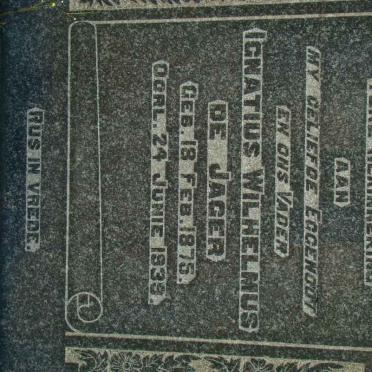 AAN
MY GELIEFDE EGGENOOT
EN ONS VADER
IGNATIUS WILHELMUS
DE JAGER
GEB. 18 FEB. 1875.
OORL. 24 JUNIE 1939.
RUS IN VREDE.